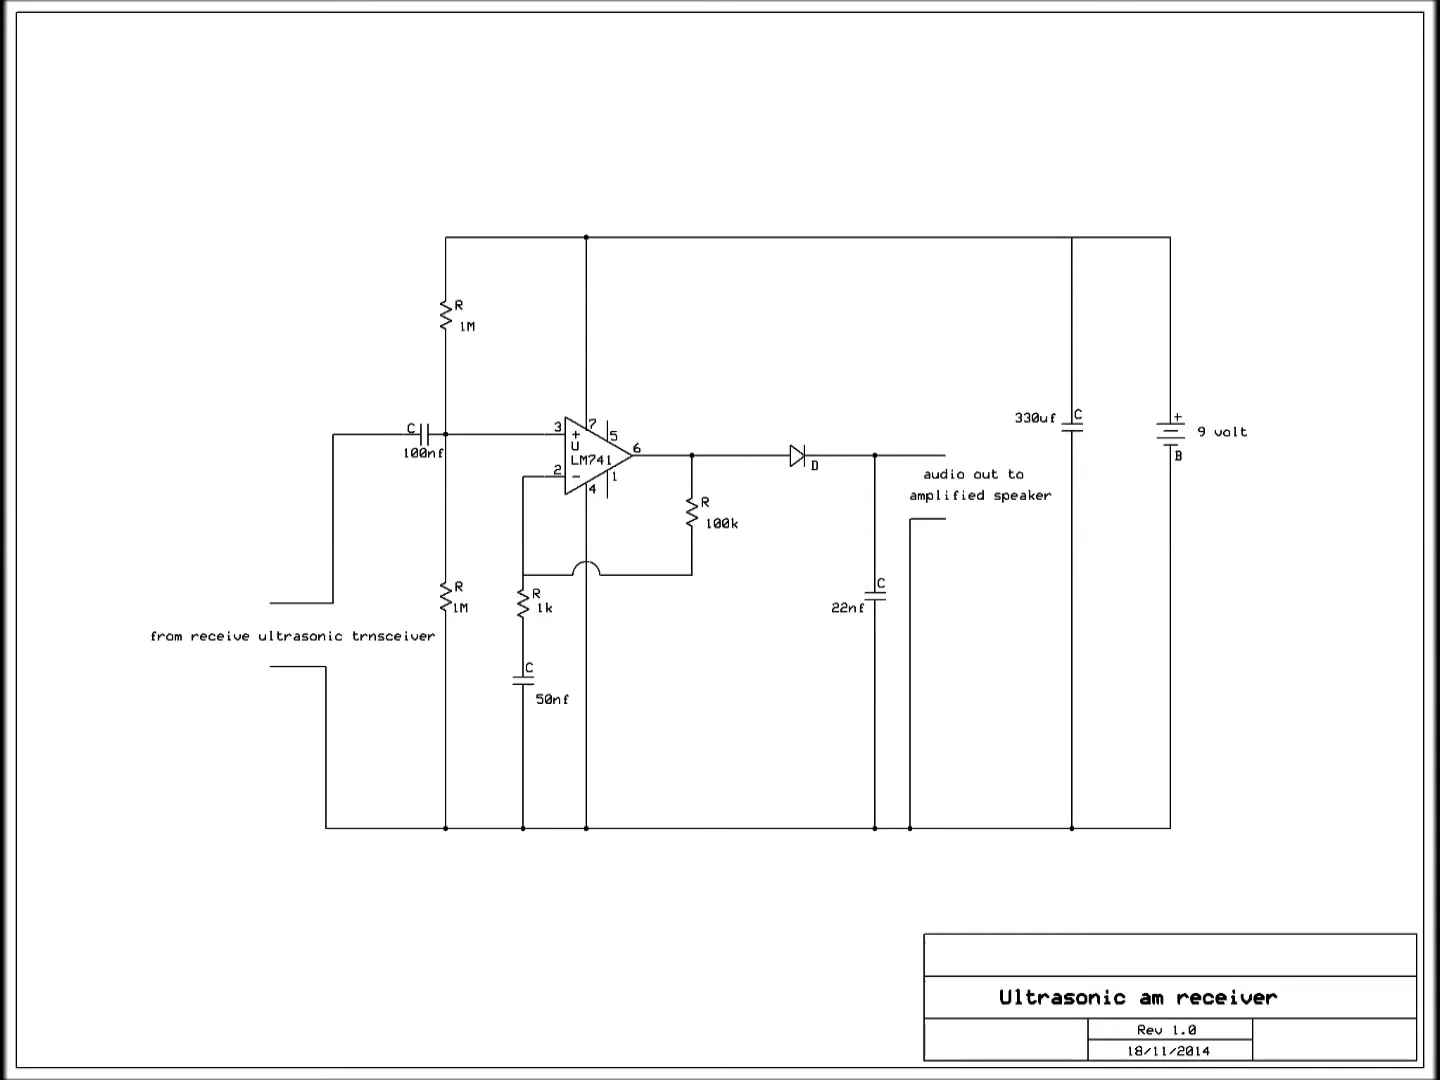 R
1M
C
100nf
3
+
7
5
U
LM741
6
2
-
4
1
R
100k
D
audio out to
amplified speaker
330uf
C
+
9 volt
B
R
1M
R
1k
C
22nf
from receive ultrasonic trnsceiver
C
50nf
Ultrasonic am receiver
Rev 1.0
18/11/2014